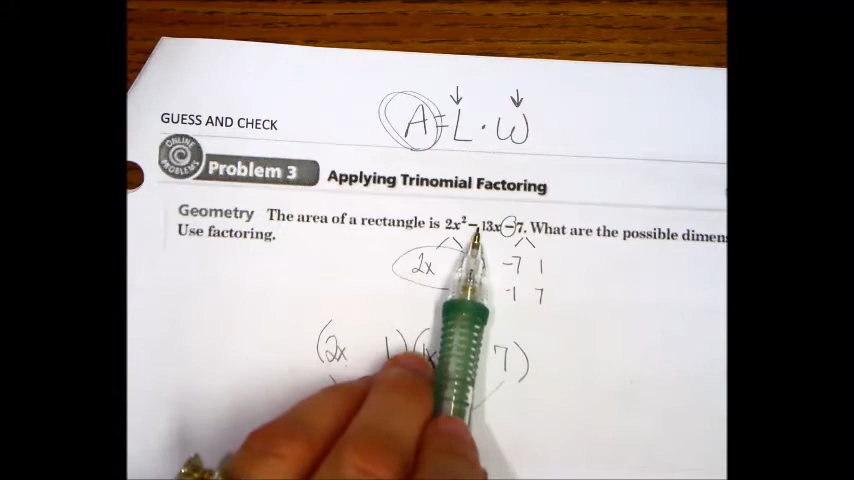 A = L · W
GUESS AND CHECK
ONLINE PROBLEMS
Problem 3 Applying Trinomial Factoring
Geometry The area of a rectangle is 2x² − 13x − 7. What are the possible dimens
Use factoring.
2x −7 1
−1 7
(2x 1)(1x 7)